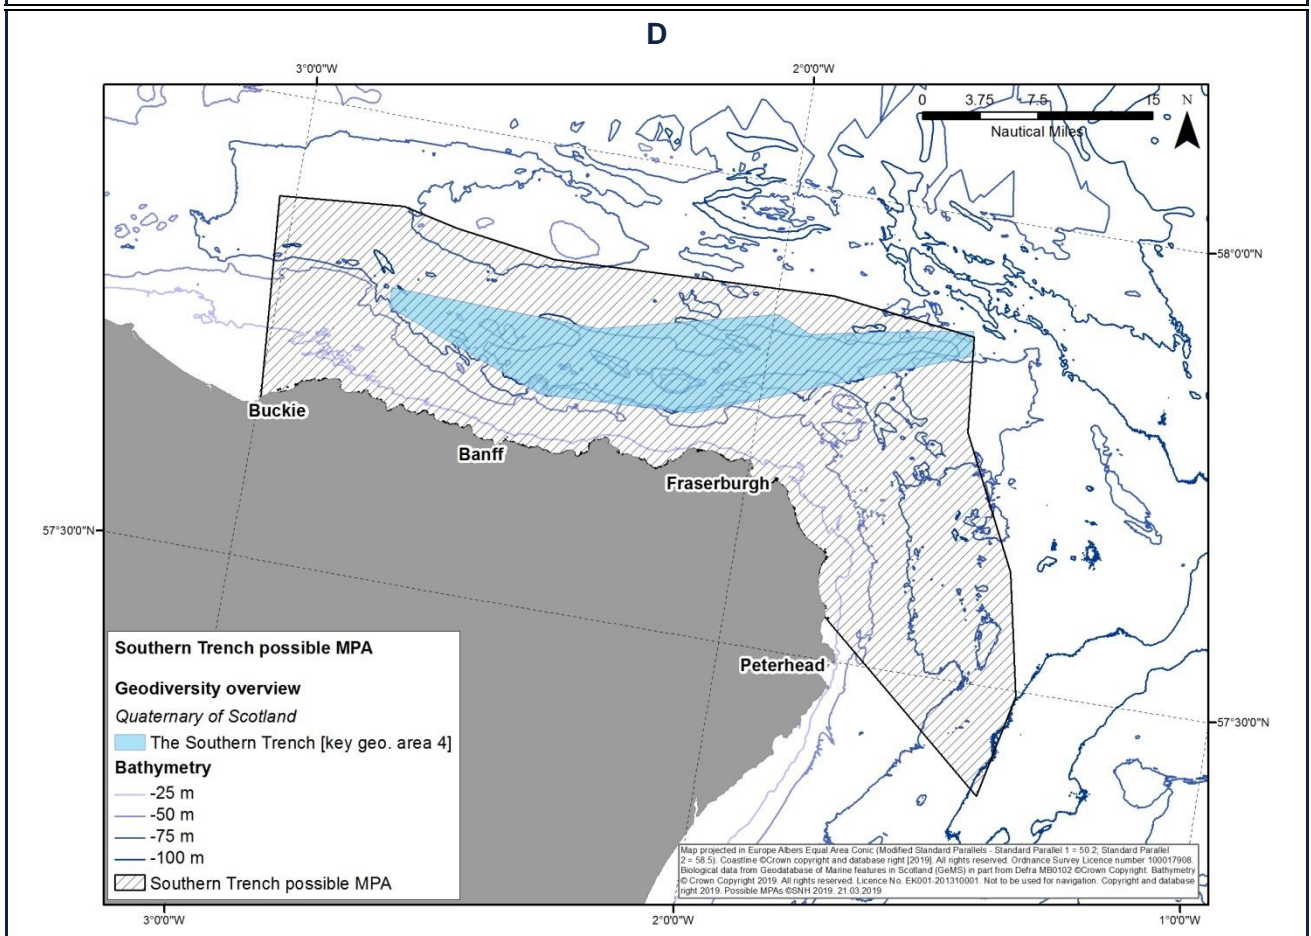 D
3°0'0"W
2°0'0"W
0 3.75 7.5 15 N
Nautical Miles
58°0'0"N
Buckie
Banff
Fraserburgh
57°30'0"N
Peterhead
57°30'0"N
Southern Trench possible MPA
Geodiversity overview
Quaternary of Scotland
The Southern Trench [key geo. area 4]
Bathymetry
-25 m
-50 m
-75 m
-100 m
Southern Trench possible MPA
Map projected in Europe Albers Equal Area Conic (Modified Standard Parallels - Standard Parallel 1 = 50.2, Standard Parallel
2 = 58.5). Coastline ©Crown copyright and database right [2019]. All rights reserved. Ordnance Survey Licence number 100017908.
Biological data from Geodatabase of Marine features in Scotland (GeMS) in part from Defra MB0102 ©Crown Copyright. Bathymetry
© Crown Copyright 2019. All rights reserved. Licence No. EK001-201310001. Not to be used for navigation. Copyright and database
right 2019. Possible MPAs ©SNH 2019. 21.03.2019
3°0'0"W
2°0'0"W
1°0'0"W